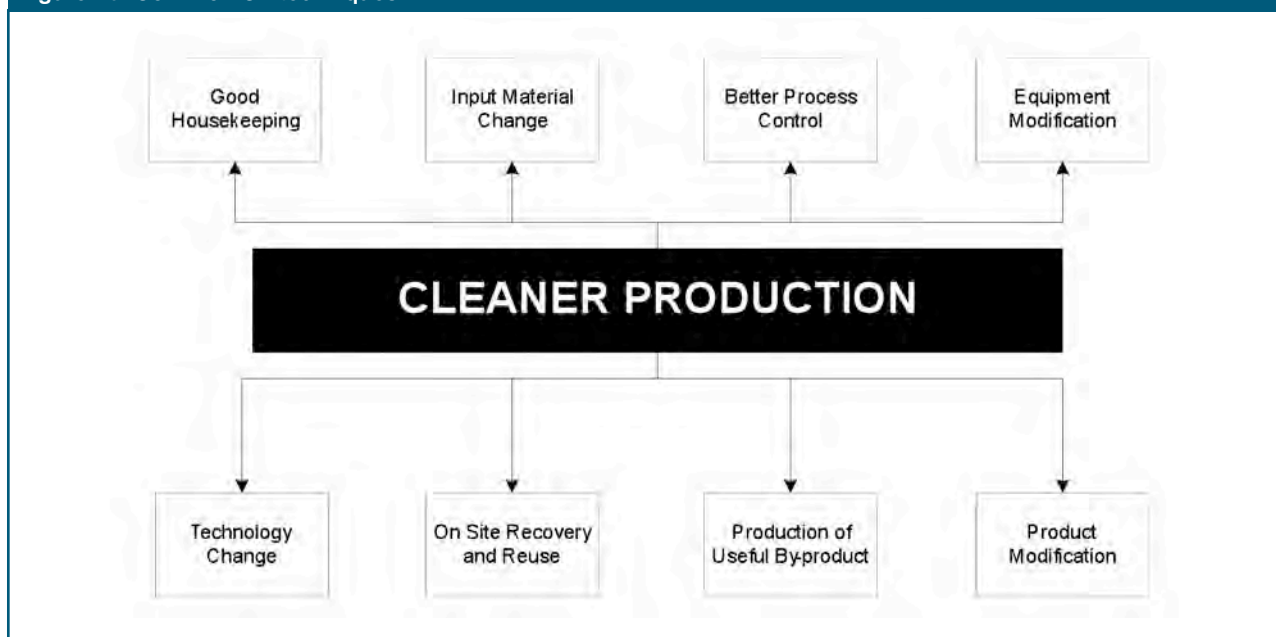 Good
Housekeeping
Input Material
Change
Better Process
Control
Equipment
Modification
CLEANER PRODUCTION
Technology
Change
On Site Recovery
and Reuse
Production of
Useful By-product
Product
Modification